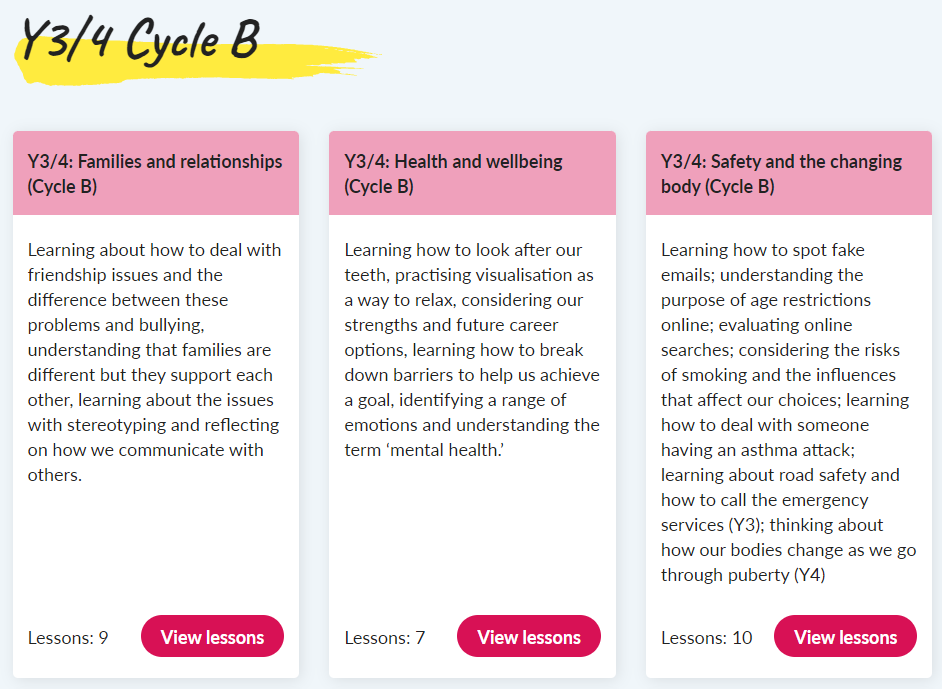 Y3/4 Cycle B
Y3/4: Families and relationships
(Cycle B)
Learning about how to deal with
friendship issues and the
difference between these
problems and bullying,
understanding that families are
different but they support each
other, learning about the issues
with stereotyping and reflecting
on how we communicate with
others.
Lessons: 9
View lessons
Y3/4: Health and wellbeing
(Cycle B)
Learning how to look after our
teeth, practising visualisation as
a way to relax, considering our
strengths and future career
options, learning how to break
down barriers to help us achieve
a goal, identifying a range of
emotions and understanding the
term ‘mental health.’
Lessons: 7
View lessons
Y3/4: Safety and the changing
body (Cycle B)
Learning how to spot fake
emails; understanding the
purpose of age restrictions
online; evaluating online
searches; considering the risks
of smoking and the influences
that affect our choices; learning
how to deal with someone
having an asthma attack;
learning about road safety and
how to call the emergency
services (Y3); thinking about
how our bodies change as we go
through puberty (Y4)
Lessons: 10
View lessons